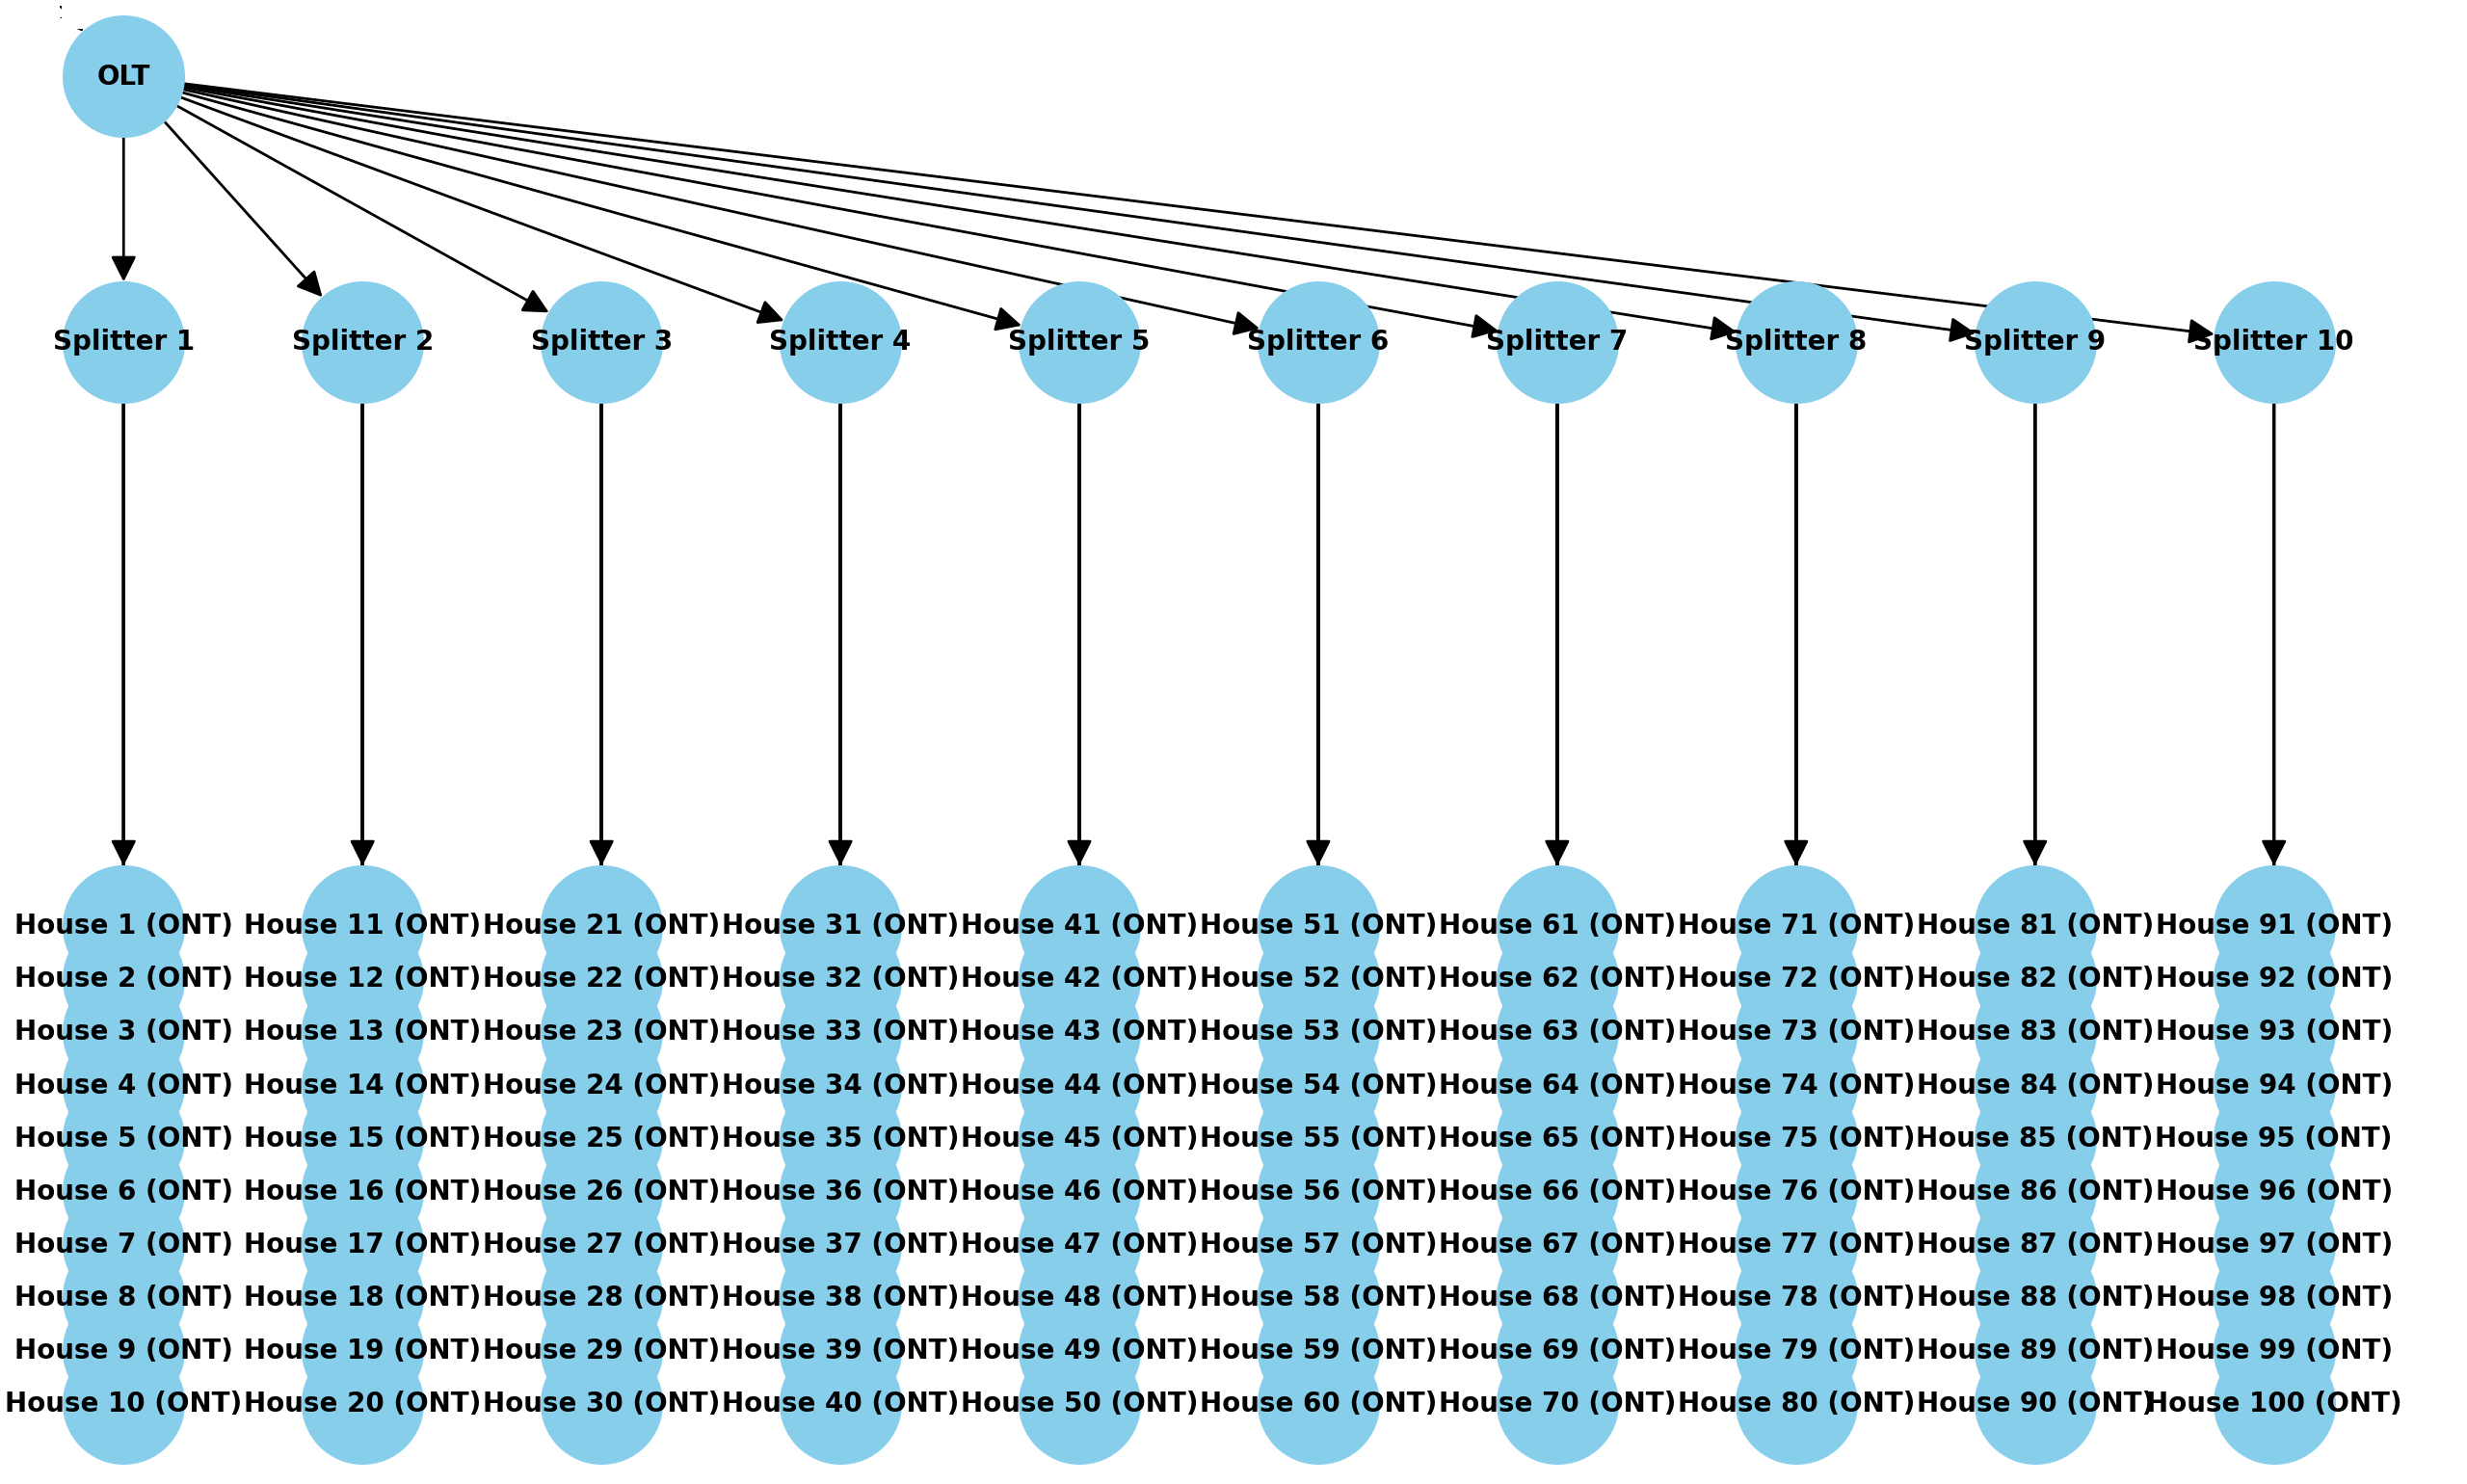 OLT
Splitter 1 Splitter 2 Splitter 3 Splitter 4 Splitter 5 Splitter 6 Splitter 7 Splitter 8 Splitter 9 Splitter 10
House 1 (ONT) House 11 (ONT) House 21 (ONT) House 31 (ONT) House 41 (ONT) House 51 (ONT) House 61 (ONT) House 71 (ONT) House 81 (ONT) House 91 (ONT)
House 2 (ONT) House 12 (ONT) House 22 (ONT) House 32 (ONT) House 42 (ONT) House 52 (ONT) House 62 (ONT) House 72 (ONT) House 82 (ONT) House 92 (ONT)
House 3 (ONT) House 13 (ONT) House 23 (ONT) House 33 (ONT) House 43 (ONT) House 53 (ONT) House 63 (ONT) House 73 (ONT) House 83 (ONT) House 93 (ONT)
House 4 (ONT) House 14 (ONT) House 24 (ONT) House 34 (ONT) House 44 (ONT) House 54 (ONT) House 64 (ONT) House 74 (ONT) House 84 (ONT) House 94 (ONT)
House 5 (ONT) House 15 (ONT) House 25 (ONT) House 35 (ONT) House 45 (ONT) House 55 (ONT) House 65 (ONT) House 75 (ONT) House 85 (ONT) House 95 (ONT)
House 6 (ONT) House 16 (ONT) House 26 (ONT) House 36 (ONT) House 46 (ONT) House 56 (ONT) House 66 (ONT) House 76 (ONT) House 86 (ONT) House 96 (ONT)
House 7 (ONT) House 17 (ONT) House 27 (ONT) House 37 (ONT) House 47 (ONT) House 57 (ONT) House 67 (ONT) House 77 (ONT) House 87 (ONT) House 97 (ONT)
House 8 (ONT) House 18 (ONT) House 28 (ONT) House 38 (ONT) House 48 (ONT) House 58 (ONT) House 68 (ONT) House 78 (ONT) House 88 (ONT) House 98 (ONT)
House 9 (ONT) House 19 (ONT) House 29 (ONT) House 39 (ONT) House 49 (ONT) House 59 (ONT) House 69 (ONT) House 79 (ONT) House 89 (ONT) House 99 (ONT)
House 10 (ONT) House 20 (ONT) House 30 (ONT) House 40 (ONT) House 50 (ONT) House 60 (ONT) House 70 (ONT) House 80 (ONT) House 90 (ONT) House 100 (ONT)